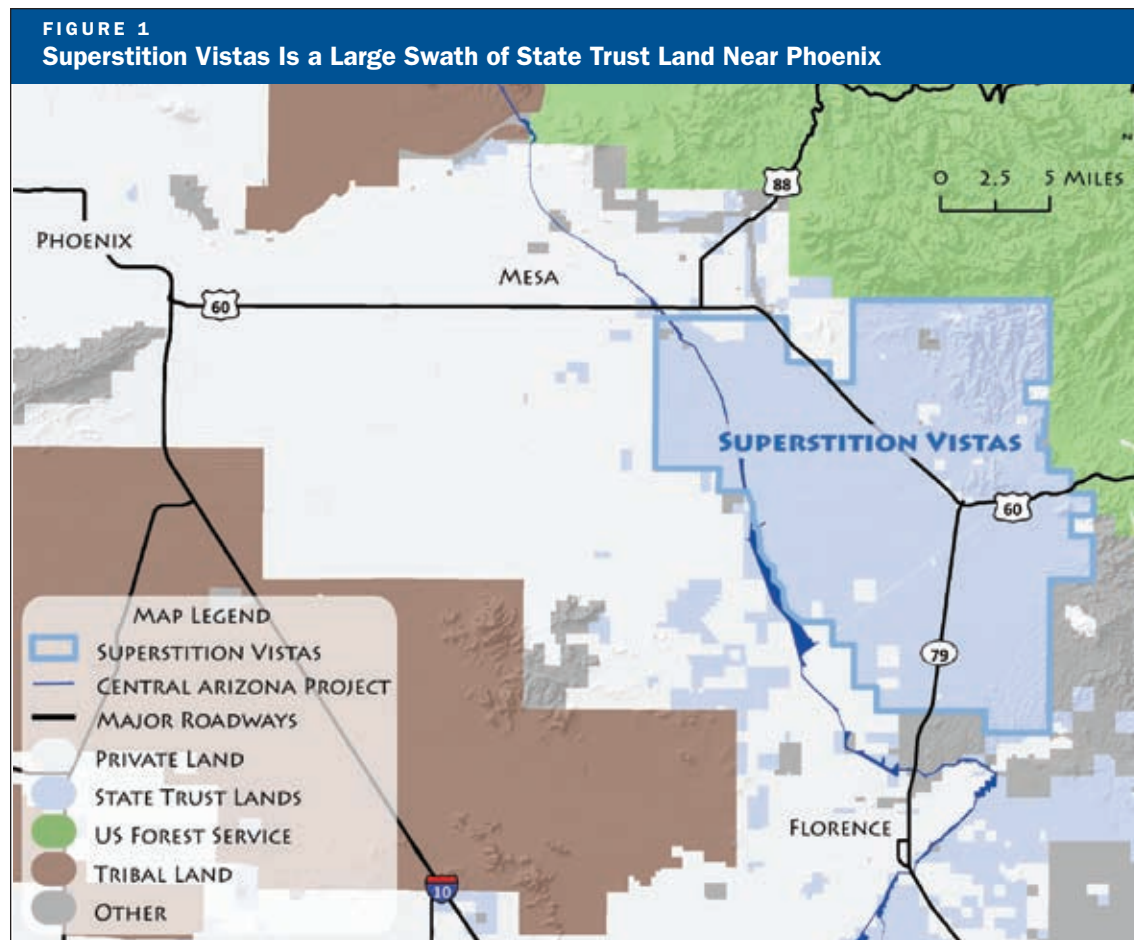 FIGURE 1
Superstition Vistas Is a Large Swath of State Trust Land Near Phoenix
N
88
0 2.5 5 MILES
PHOENIX
MESA
60
SUPERSTITION VISTAS
60
MAP LEGEND
SUPERSTITION VISTAS
CENTRAL ARIZONA PROJECT
MAJOR ROADWAYS
PRIVATE LAND
STATE TRUST LANDS
US FOREST SERVICE
TRIBAL LAND
OTHER
79
FLORENCE
10